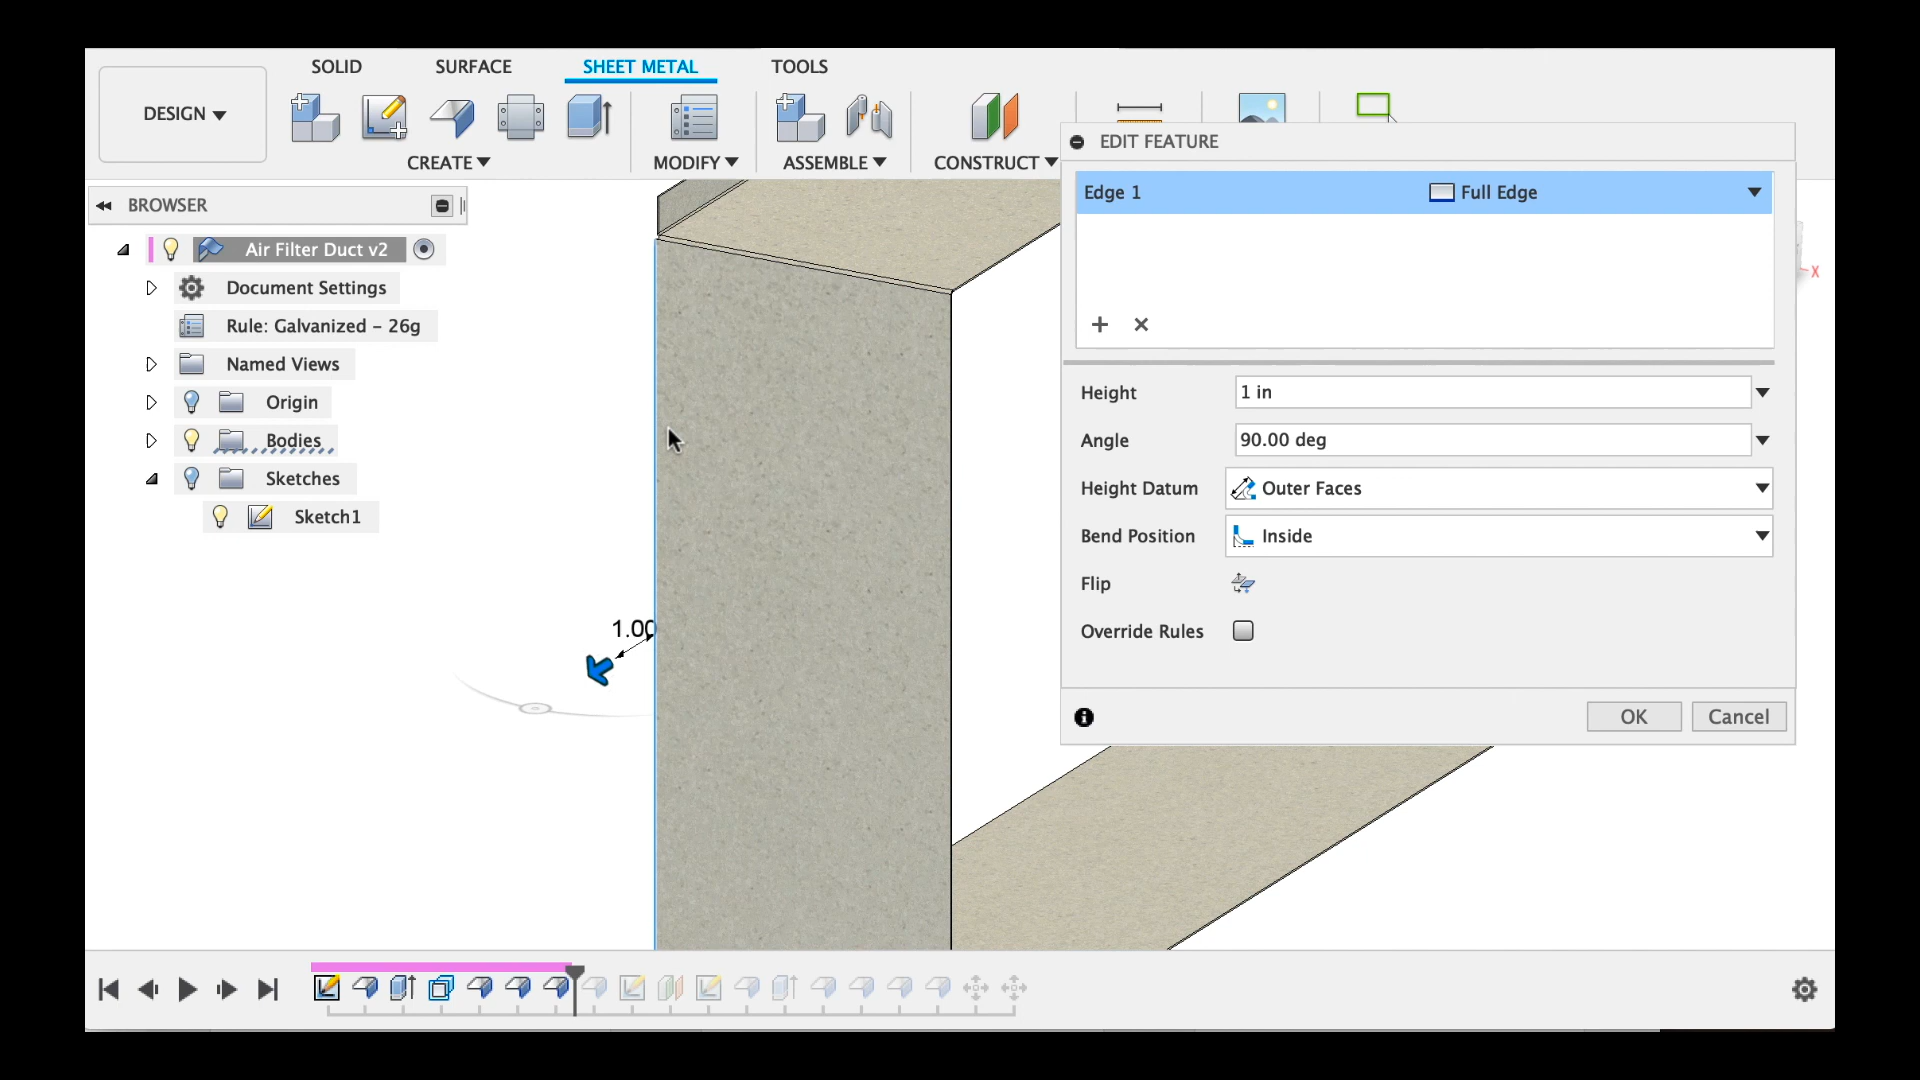 SOLID
SURFACE
SHEET METAL
TOOLS
DESIGN
CREATE
MODIFY
ASSEMBLE
CONSTRUCT
EDIT FEATURE
Edge 1
Full Edge
BROWSER
Air Filter Duct v2
Document Settings
Rule: Galvanized - 26g
Named Views
Origin
Bodies
Sketches
Sketch1
X
Height
1 in
Angle
90.00 deg
Height Datum
Outer Faces
Bend Position
Inside
Flip
Override Rules
1.00
OK
Cancel